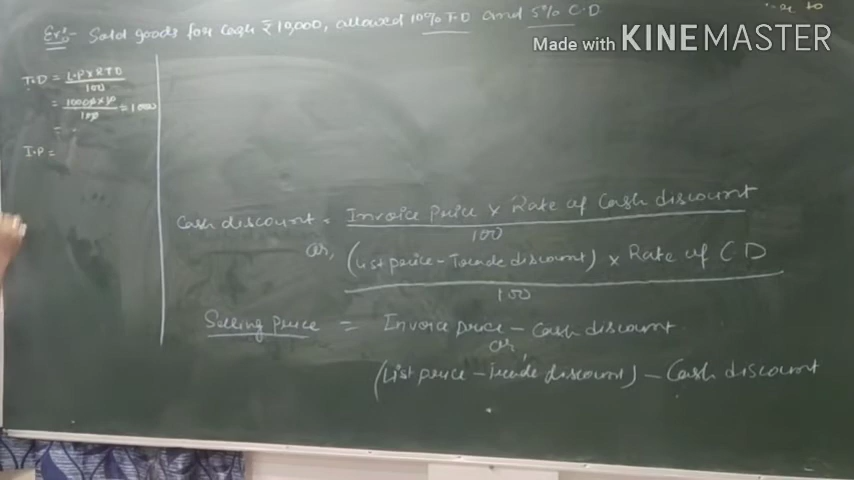 Ex:- Sold goods for Cash ₹10,000, allowed 10% T.D and 5% C.D.
Made with KINEMASTER
T.D = L.P x R T D
100
= 10000 x 10 = 1000
100
=
I.P =
Cash discount = Invoice price x Rate of Cash discount
100
or, (List price - Trade discount) x Rate of C D
100
Selling price = Invoice price - Cash discount
or,
(List price - Trade discount) - Cash discount